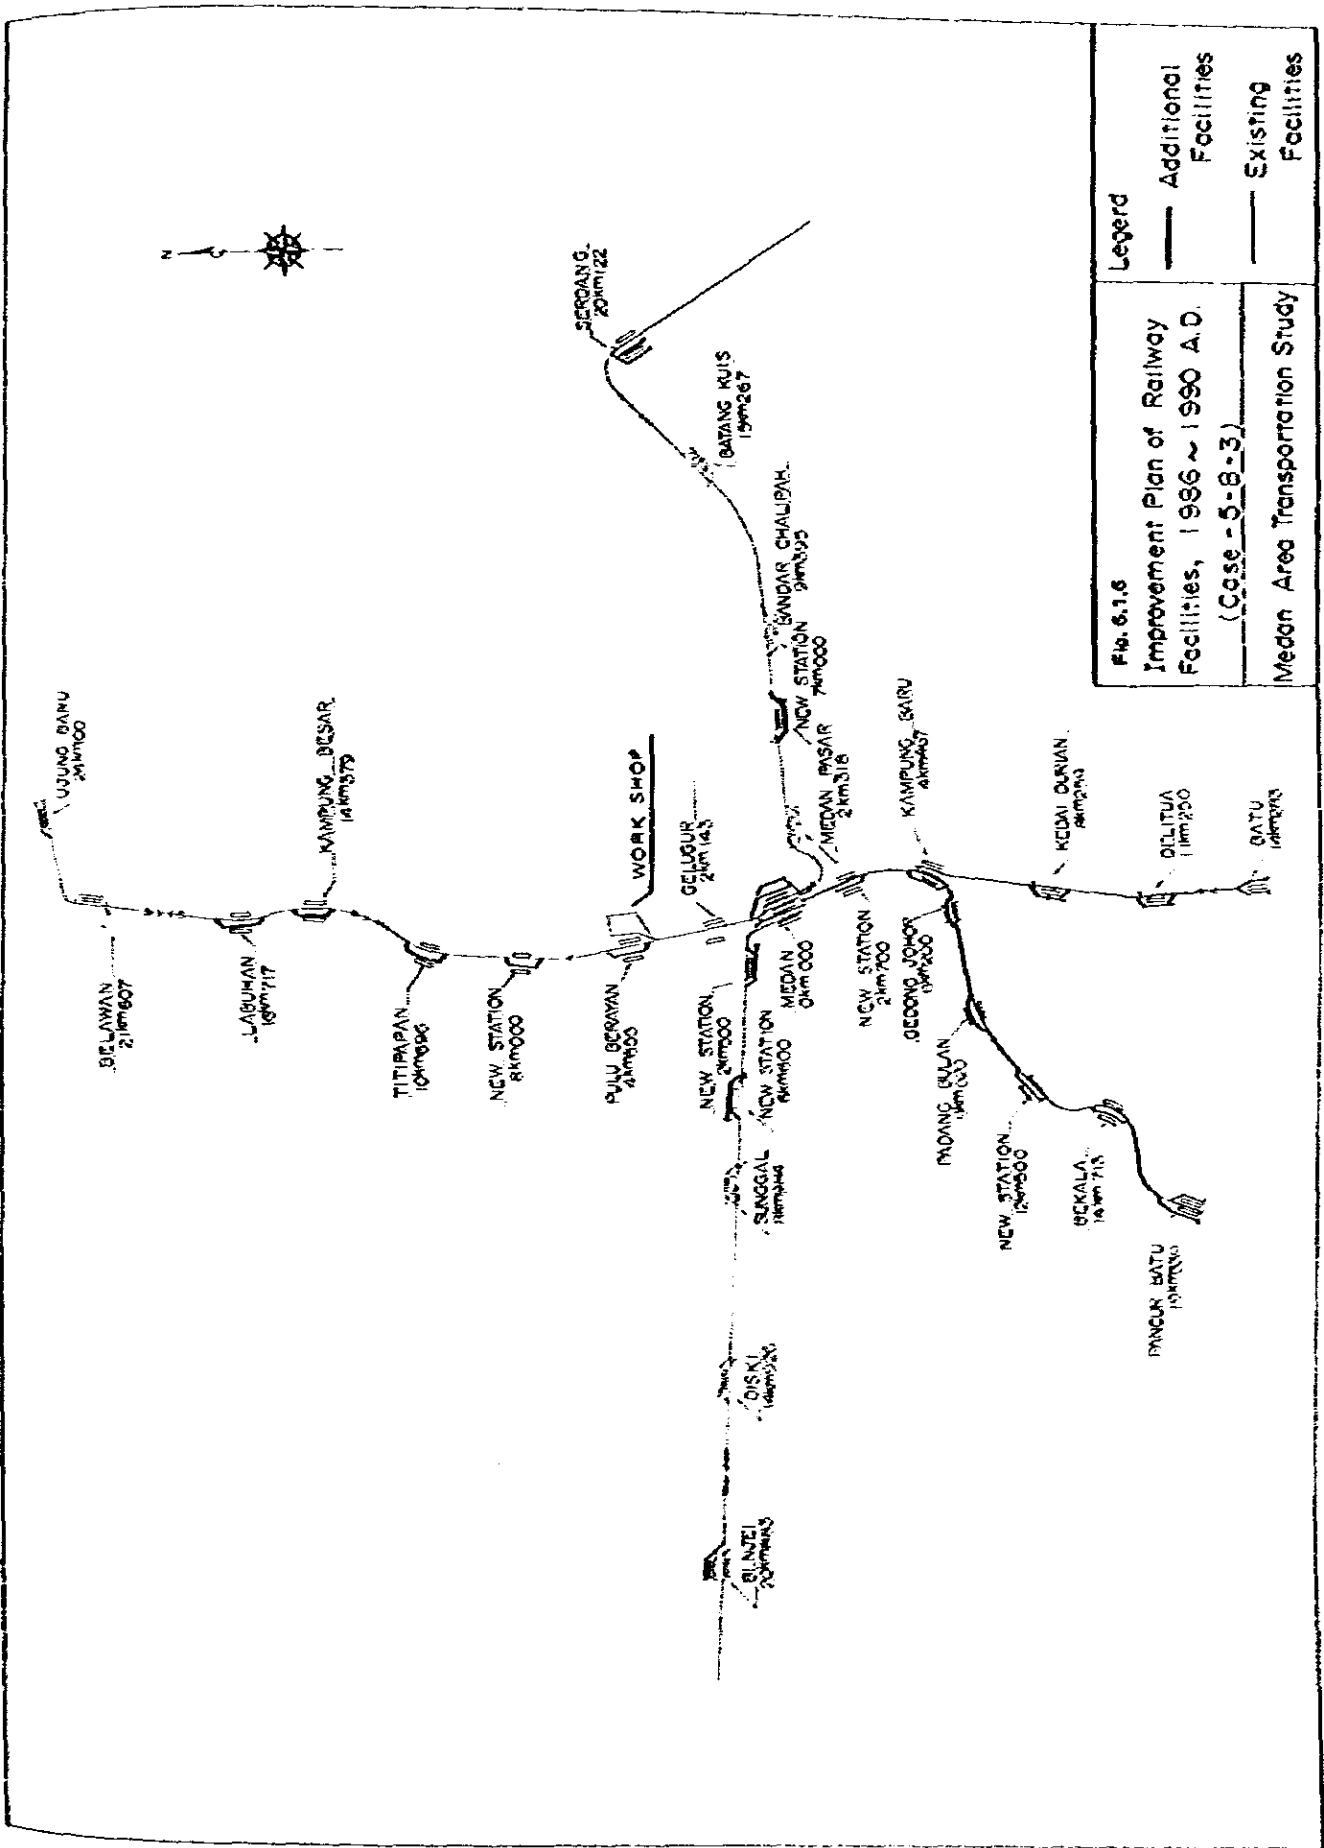 N
UJUNG BARU
BELAWAN
21km607
LABUHAN
KAMPUNG BESAR
14km579
TITIPAPAN
10km696
NEW STATION
8km000
PULU BERAYAN
WORK SHOP
GELUGUR
2km143
NEW STATION
MEDAN
0km000
NEW STATION
SUNGGAL
DISKI
BINJEI
SERDANG
20km122
BATANG KUIS
BANDAR CHALIPAH
NEW STATION
7km000
MEDAN PASAR
2km318
NEW STATION
2km700
KAMPUNG BARU
GEDONG JOHOR
PADANG BULAN
NEW STATION
BEKALA
14km713
PANCUR BATU
KEDAI DURIAN
DELITUA
11km250
BATU
Fig. 6.1.6
Improvement Plan of Railway
Facilities, 1986 ~ 1990 A.D.
(Case-5-B-3)
Medan Area Transportation Study
Legerd
Additional
Facilities
Existing
Facilities